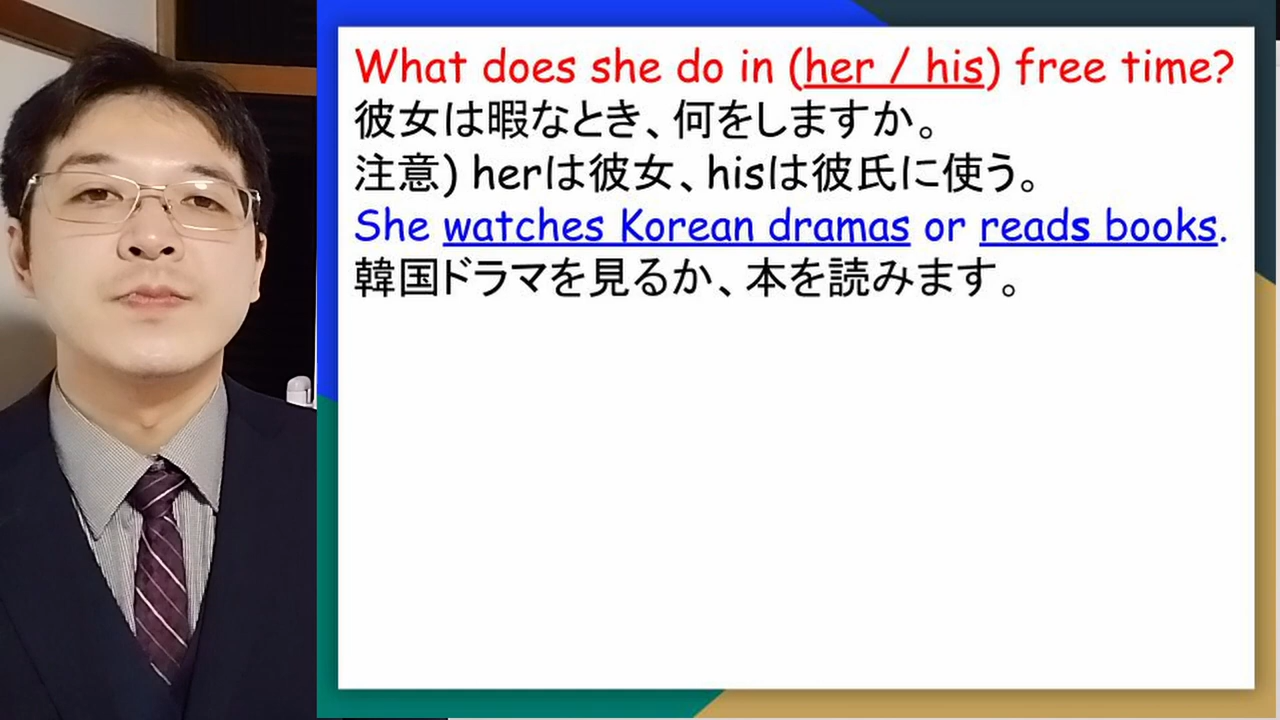 What does she do in (her / his) free time?
彼女は暇なとき、何をしますか。
注意) herは彼女、hisは彼氏に使う。
She watches Korean dramas or reads books.
韓国ドラマを見るか、本を読みます。